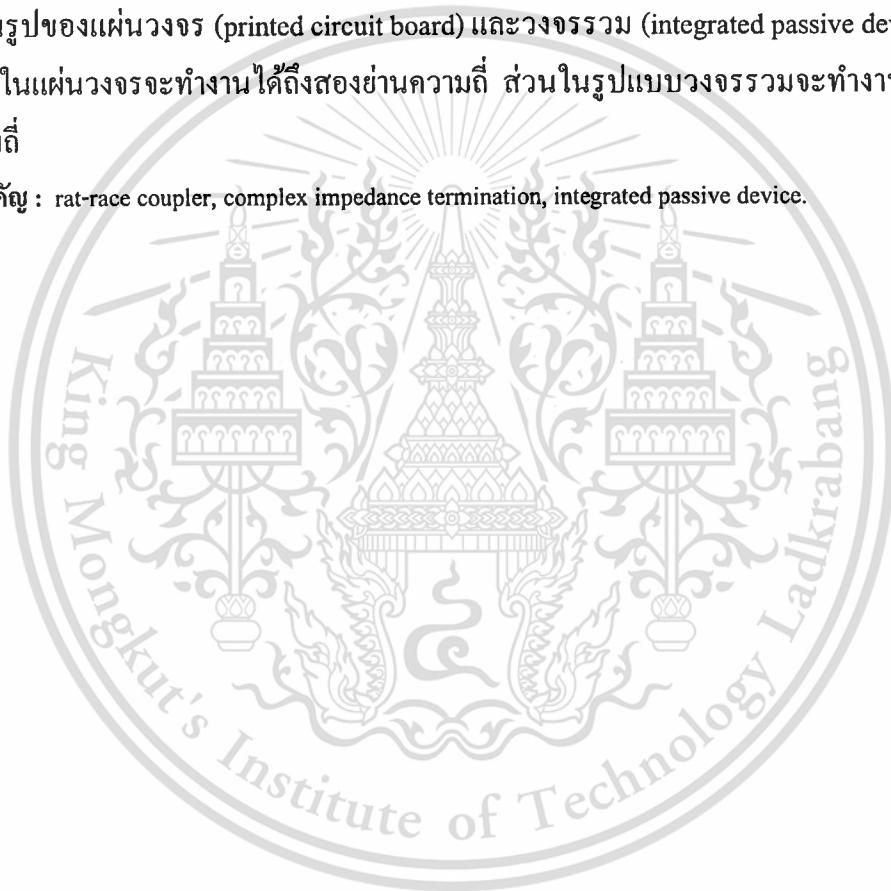 นรูปของแผ่นวงจร (printed circuit board) และวงจรรวม (integrated passive de
ในแผ่นวงจรจะทำงานได้ถึงสองย่านความถี่ ส่วนในรูปแบบวงจรรวมจะทำงาน
ถี่
คัญ : rat-race coupler, complex impedance termination, integrated passive device.
King Mongkut's Institute of Technology Ladkrabang